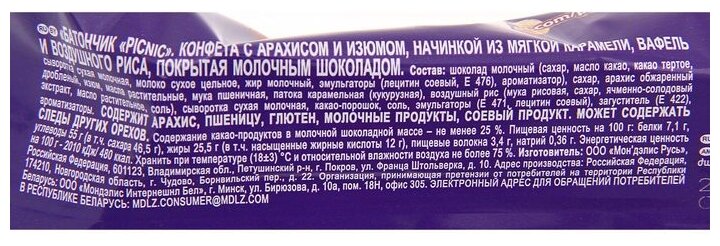 RU BY «БАТОНЧИК «PICNIC». КОНФЕТА С АРАХИСОМ И ИЗЮМОМ, НАЧИНКОЙ ИЗ МЯГКОЙ КАРАМЕЛИ, ВАФЕЛЬ
И ВОЗДУШНОГО РИСА, ПОКРЫТАЯ МОЛОЧНЫМ ШОКОЛАДОМ. Состав: шоколад молочный (сахар, масло какао, какао тертое,
сыворотка сухая молочная, молоко сухое цельное, жир молочный, эмульгаторы (лецитин соевый, Е 476), ароматизатор), сахар, арахис обжаренный
дробленый, изюм, масла растительные, мука пшеничная, патока карамельная (кукурузная), воздушный рис (мука рисовая, сахар, ячменно-солодовый
экстракт, масло растительное, соль), сыворотка сухая молочная, какао-порошок, соль, эмульгаторы (Е 471, лецитин соевый), загуститель (Е 422),
ароматизаторы. СОДЕРЖИТ АРАХИС, ПШЕНИЦУ, ГЛЮТЕН, МОЛОЧНЫЕ ПРОДУКТЫ, СОЕВЫЙ ПРОДУКТ. МОЖЕТ СОДЕРЖАТЬ
СЛЕДЫ ДРУГИХ ОРЕХОВ. Содержание какао-продуктов в молочной шоколадной массе – не менее 25 %. Пищевая ценность на 100 г: белки 7,1 г,
углеводы 55 г (в т.ч. сахара 46,5 г), жиры 25,5 г (в т.ч. насыщенные жирные кислоты 12 г), пищевые волокна 3,4 г, натрий 0,36 г. Энергетическая ценность
на 100 г - 2010 кДж/ 480 ккал. Хранить при температуре (18±3) °С и относительной влажности воздуха не более 75 %. Изготовитель: ООО «Мон'дэлис Русь»,
Российская Федерация, 601123, Владимирская обл., Петушинский р-н, г. Покров, ул. Франца Штольверка, д. 10. Адрес производства: Российская Федерация,
174210, Новгородская область, г. Чудово, Борнвильский пер., д. 22. Организация, принимающая претензии от потребителей на территории Республики
Беларусь: ООО «Мондэлис Интернешнл Бел», г. Минск, ул. Бирюзова, д. 10а, пом. 18Н, офис 305. ЭЛЕКТРОННЫЙ АДРЕС ДЛЯ ОБРАЩЕНИЙ ПОТРЕБИТЕЛЕЙ
В РЕСПУБЛИКЕ БЕЛАРУСЬ: MDLZ.CONSUMER@MDLZ.COM